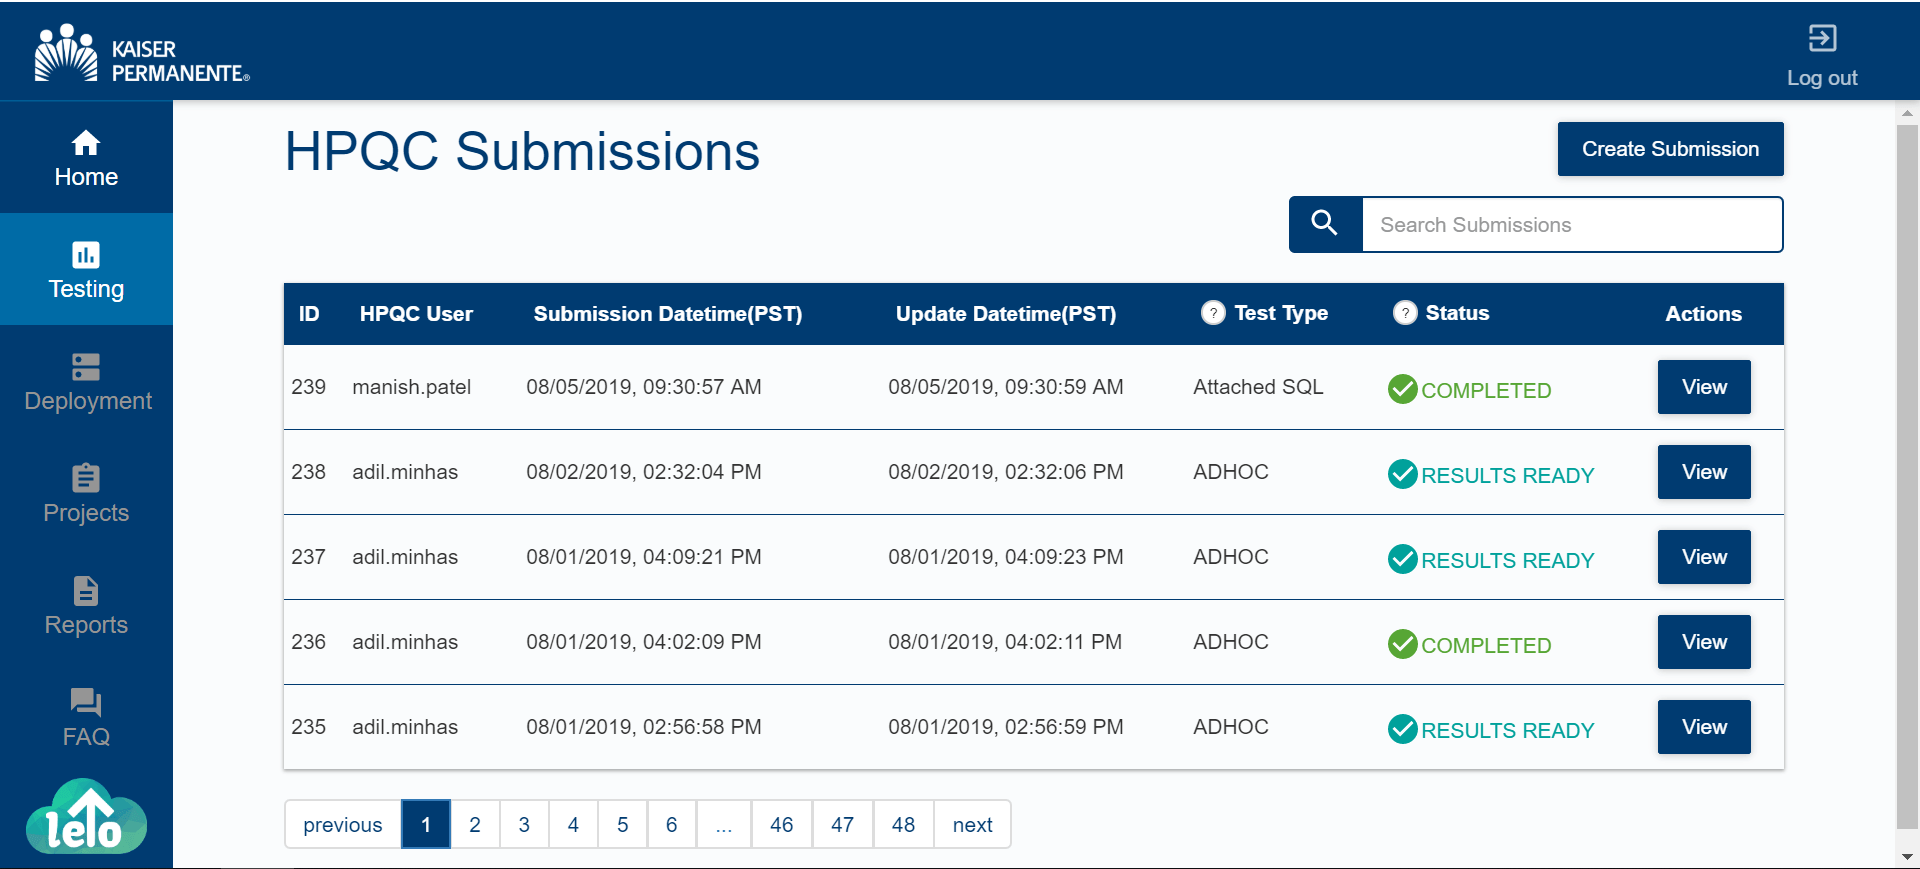 KAISER
PERMANENTE®
Log out
Home
Testing
Deployment
Projects
Reports
FAQ
lelo
HPQC Submissions
Create Submission
Search Submissions
ID HPQC User Submission Datetime(PST) Update Datetime(PST) ? Test Type ? Status Actions
239 manish.patel 08/05/2019, 09:30:57 AM 08/05/2019, 09:30:59 AM Attached SQL COMPLETED View
238 adil.minhas 08/02/2019, 02:32:04 PM 08/02/2019, 02:32:06 PM ADHOC RESULTS READY View
237 adil.minhas 08/01/2019, 04:09:21 PM 08/01/2019, 04:09:23 PM ADHOC RESULTS READY View
236 adil.minhas 08/01/2019, 04:02:09 PM 08/01/2019, 04:02:11 PM ADHOC COMPLETED View
235 adil.minhas 08/01/2019, 02:56:58 PM 08/01/2019, 02:56:59 PM ADHOC RESULTS READY View
previous 1 2 3 4 5 6 ... 46 47 48 next